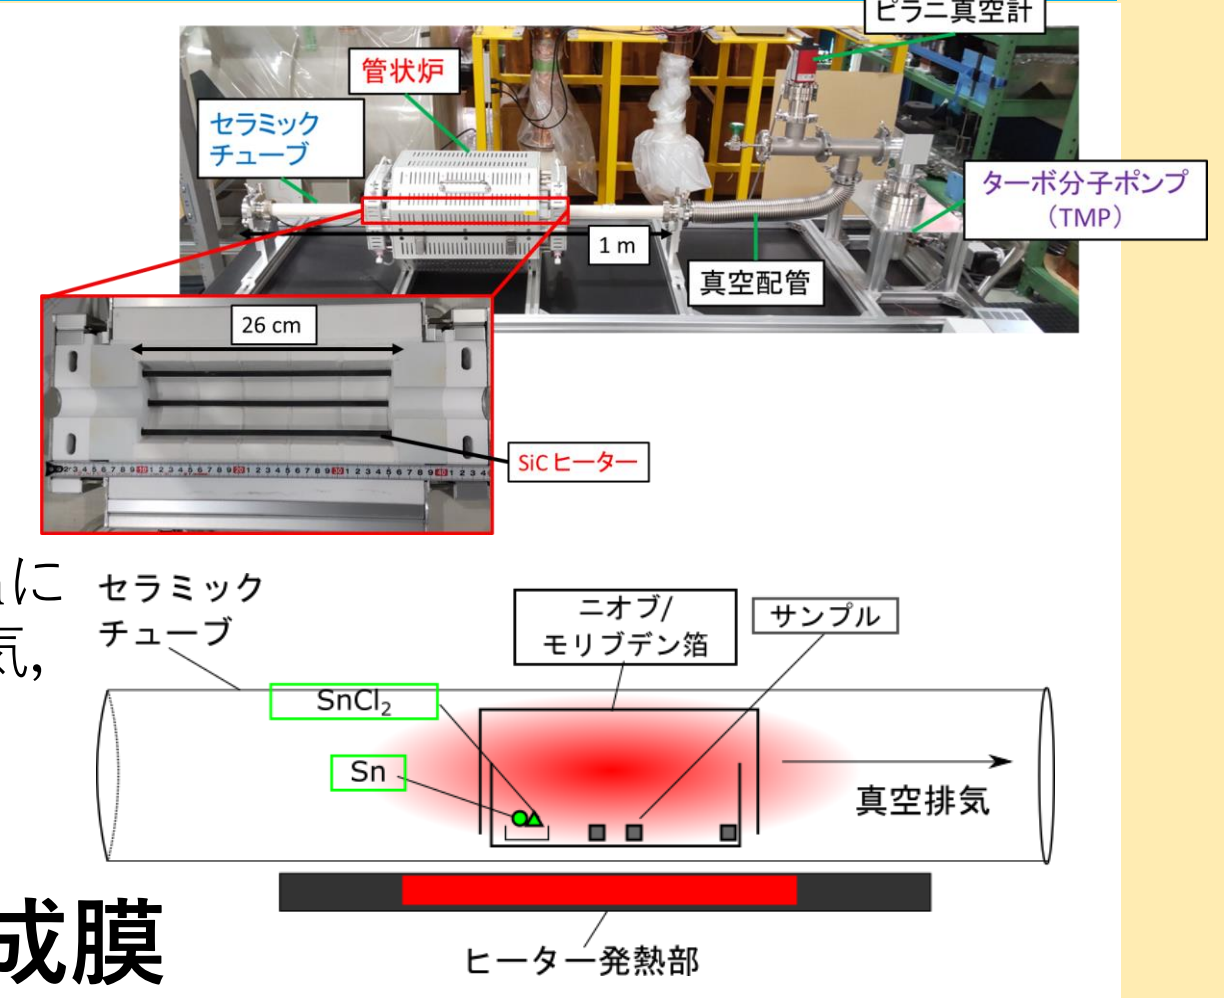 ピラニ真空計
管状炉
セラミック
チューブ
ターボ分子ポンプ
（TMP）
1 m
真空配管
26 cm
SiCヒーター
に
気,
セラミック
チューブ
ニオブ/
モリブデン箔
サンプル
SnCl₂
Sn
真空排気
成膜
ヒーター発熱部